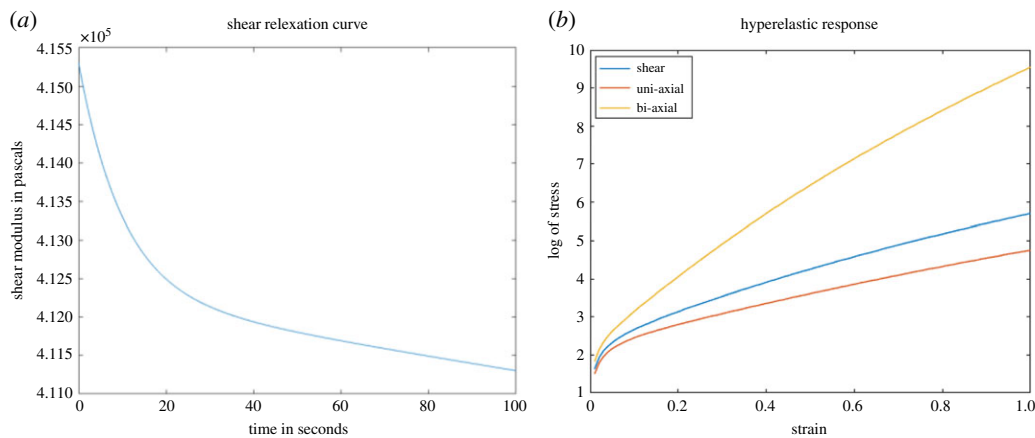 (a)
shear relexation curve
×10⁵
4.155
4.150
4.145
4.140
4.135
4.130
4.125
4.120
4.115
4.110
shear modulus in pascals
0 20 40 60 80 100
time in seconds
(b)
hyperelastic response
10
9
8
7
6
5
4
3
2
1
log of stress
shear
uni-axial
bi-axial
0 0.2 0.4 0.6 0.8 1.0
strain